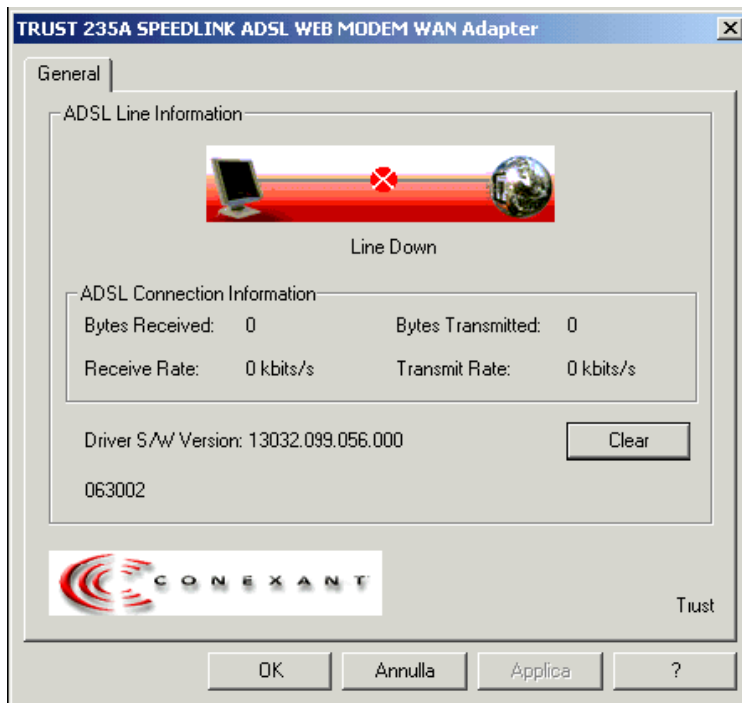 TRUST 235A SPEEDLINK ADSL WEB MODEM WAN Adapter
General
ADSL Line Information
Line Down
ADSL Connection Information
Bytes Received: 0 Bytes Transmitted: 0
Receive Rate: 0 kbits/s Transmit Rate: 0 kbits/s
Driver S/W Version: 13032.099.056.000 Clear
063002
CONEXANT
Trust
OK Annulla Applica ?